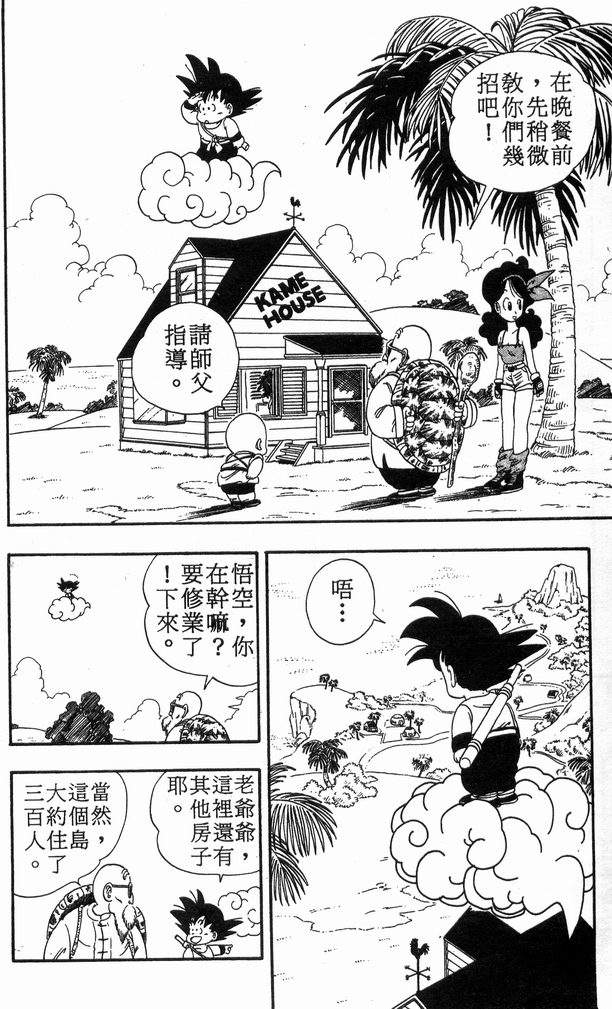 在晚餐前
，先稍微
教你們幾
招吧！
KAME
HOUSE
請師父
指導。
唔…
悟空，你
在幹嘛？
要修業了
！下來。
老爺爺，
這裡還有
其他房子
耶。
當然，
這個島
大約住了
三百人。